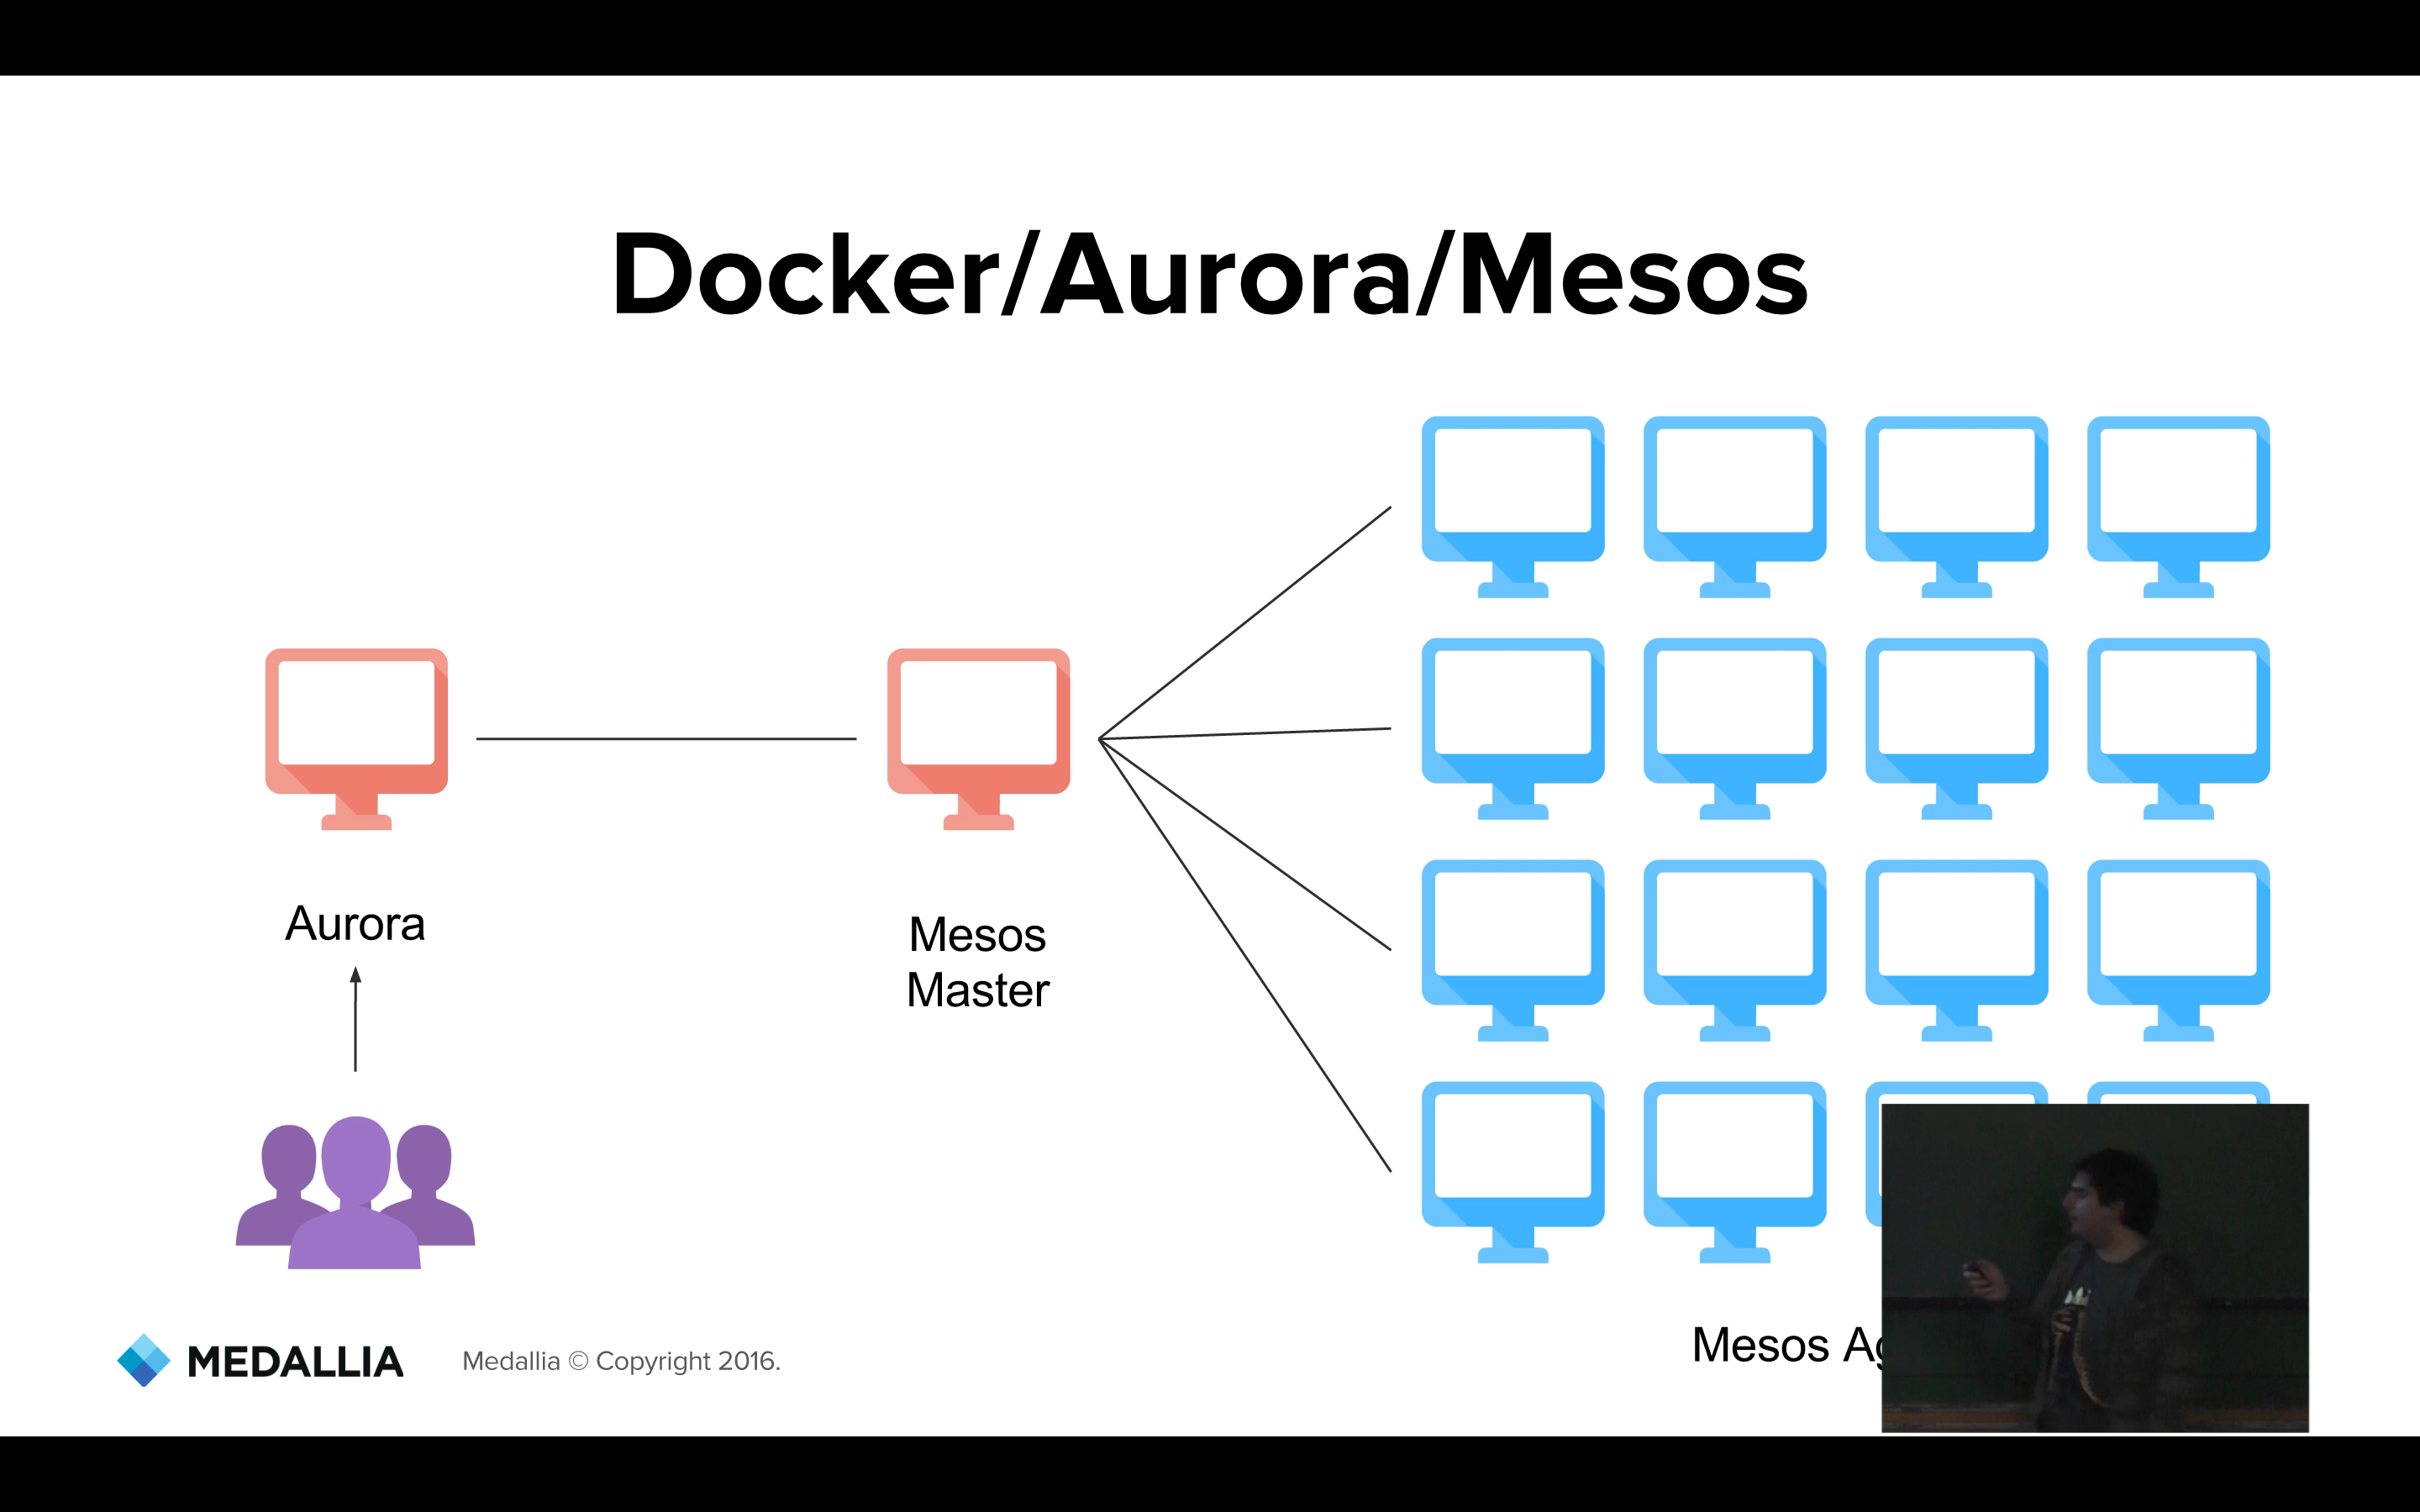 Docker/Aurora/Mesos
Aurora
Mesos
Master
Mesos
MEDALLIA
Medallia © Copyright 2016.